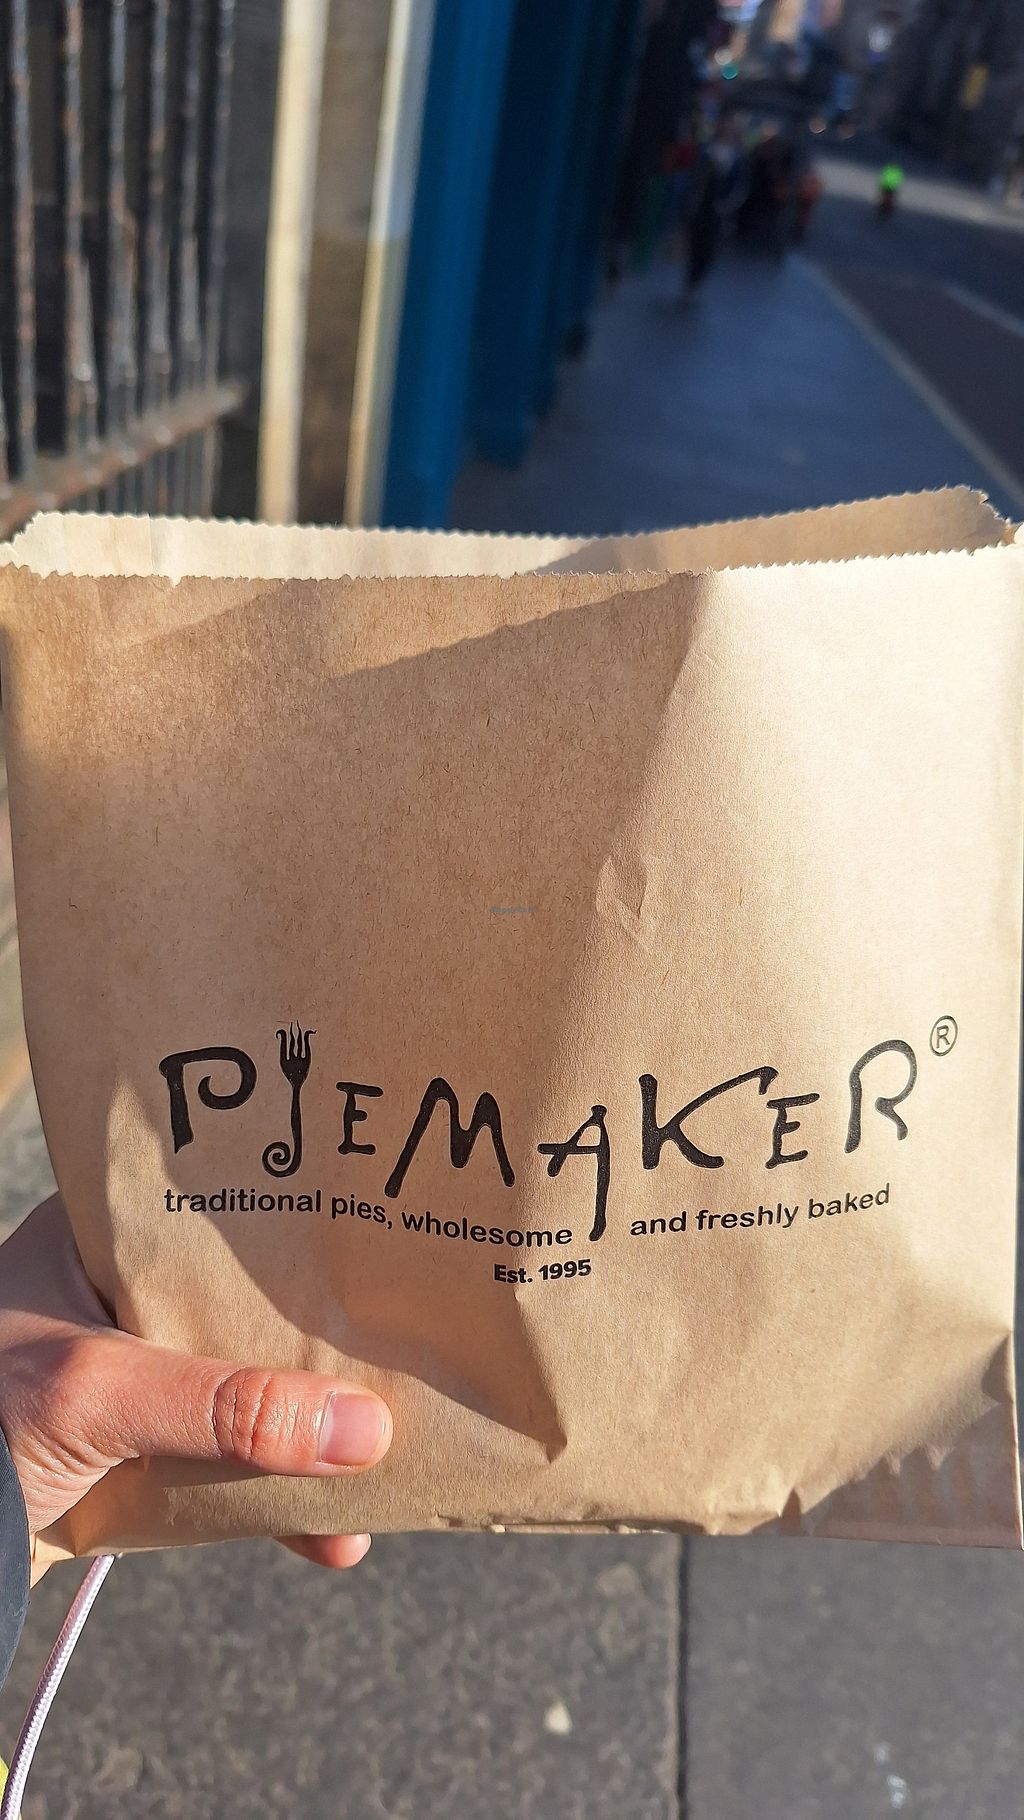 PIEMAKER®
traditional pies, wholesome and freshly baked
Est. 1995